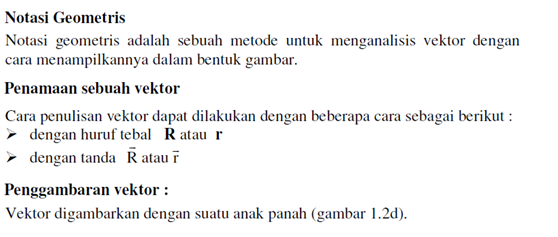 Notasi Geometris
Notasi geometris adalah sebuah metode untuk menganalisis vektor dengan
cara menampilkannya dalam bentuk gambar.
Penamaan sebuah vektor
Cara penulisan vektor dapat dilakukan dengan beberapa cara sebagai berikut :
➢ dengan huruf tebal R atau r
➢ dengan tanda R⃗ atau r⃗
Penggambaran vektor :
Vektor digambarkan dengan suatu anak panah (gambar 1.2d).